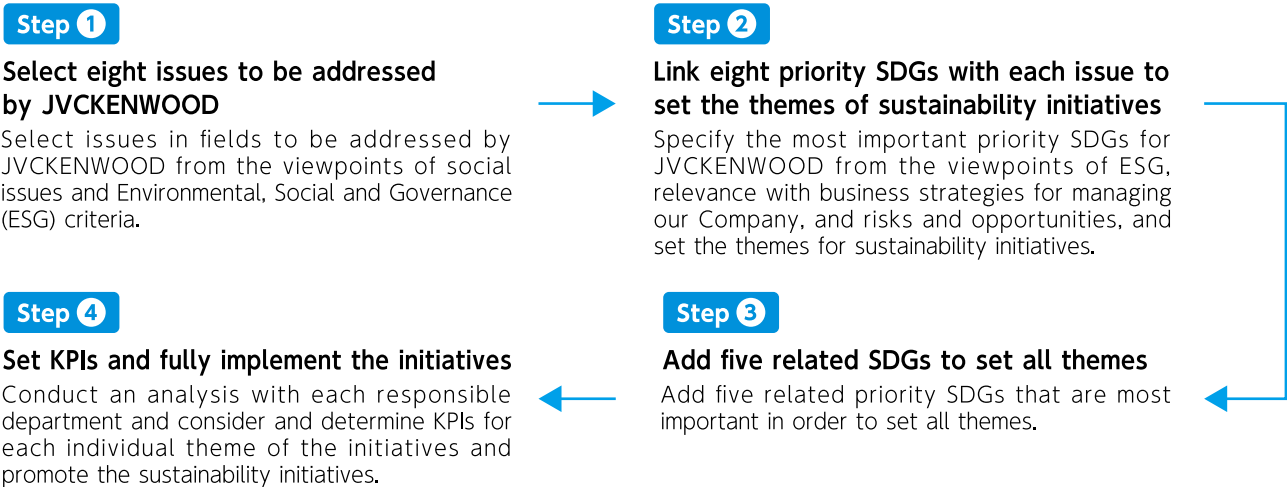 Step 1
Select eight issues to be addressed
by JVCKENWOOD
Select issues in fields to be addressed by
JVCKENWOOD from the viewpoints of social
issues and Environmental, Social and Governance
(ESG) criteria.
Step 2
Link eight priority SDGs with each issue to
set the themes of sustainability initiatives
Specify the most important priority SDGs for
JVCKENWOOD from the viewpoints of ESG,
relevance with business strategies for managing
our Company, and risks and opportunities, and
set the themes for sustainability initiatives.
Step 3
Add five related SDGs to set all themes
Add five related priority SDGs that are most
important in order to set all themes.
Step 4
Set KPIs and fully implement the initiatives
Conduct an analysis with each responsible
department and consider and determine KPIs for
each individual theme of the initiatives and
promote the sustainability initiatives.